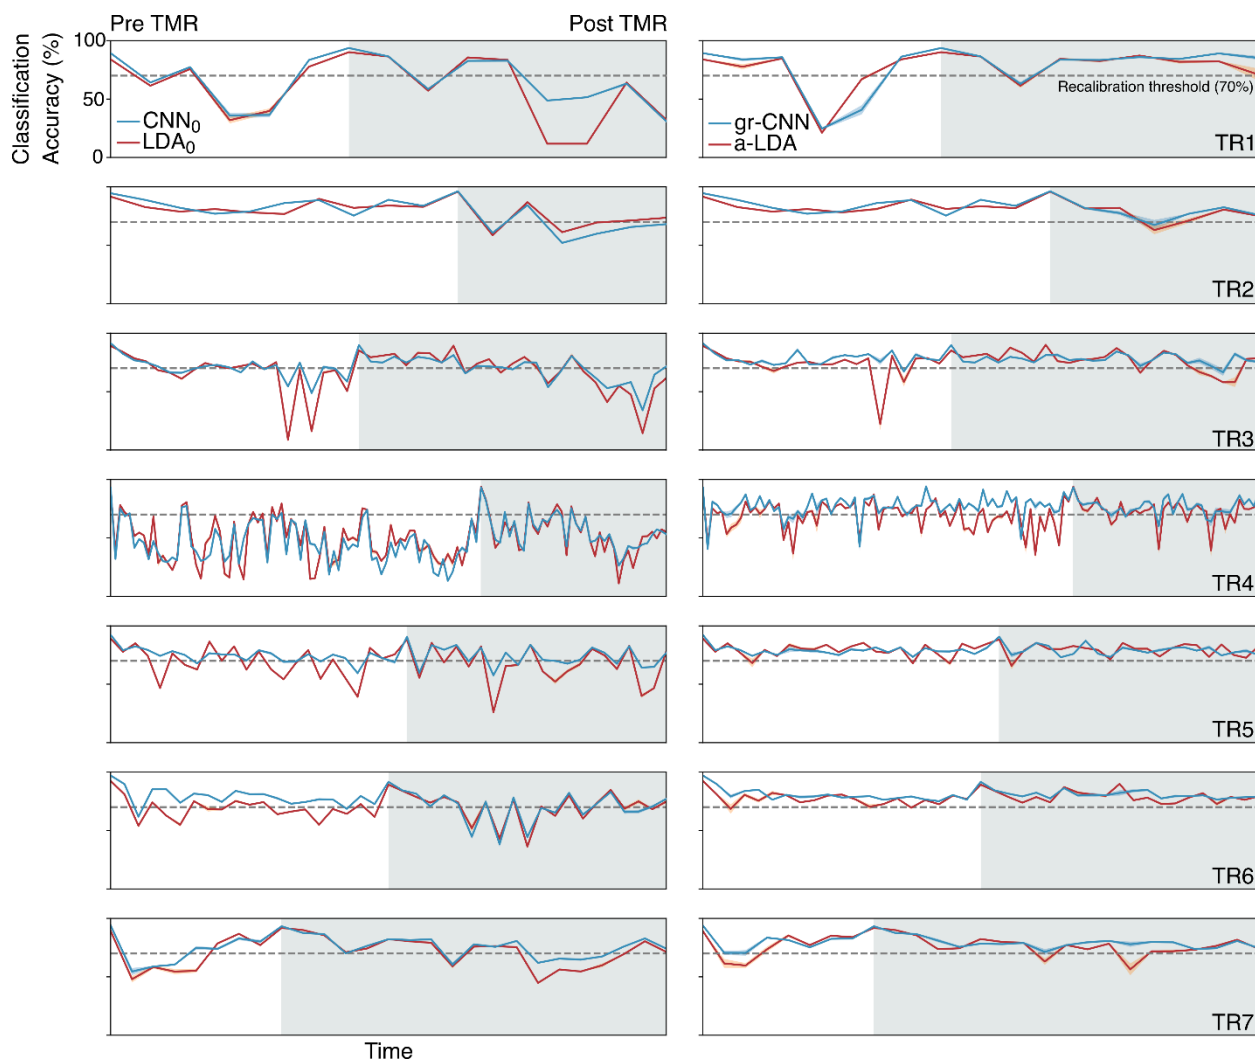 Pre TMR
Post TMR
Classification
Accuracy (%)
100
50
0
CNN0
LDA0
gr-CNN
a-LDA
Recalibration threshold (70%)
TR1
TR2
TR3
TR4
TR5
TR6
TR7
Time